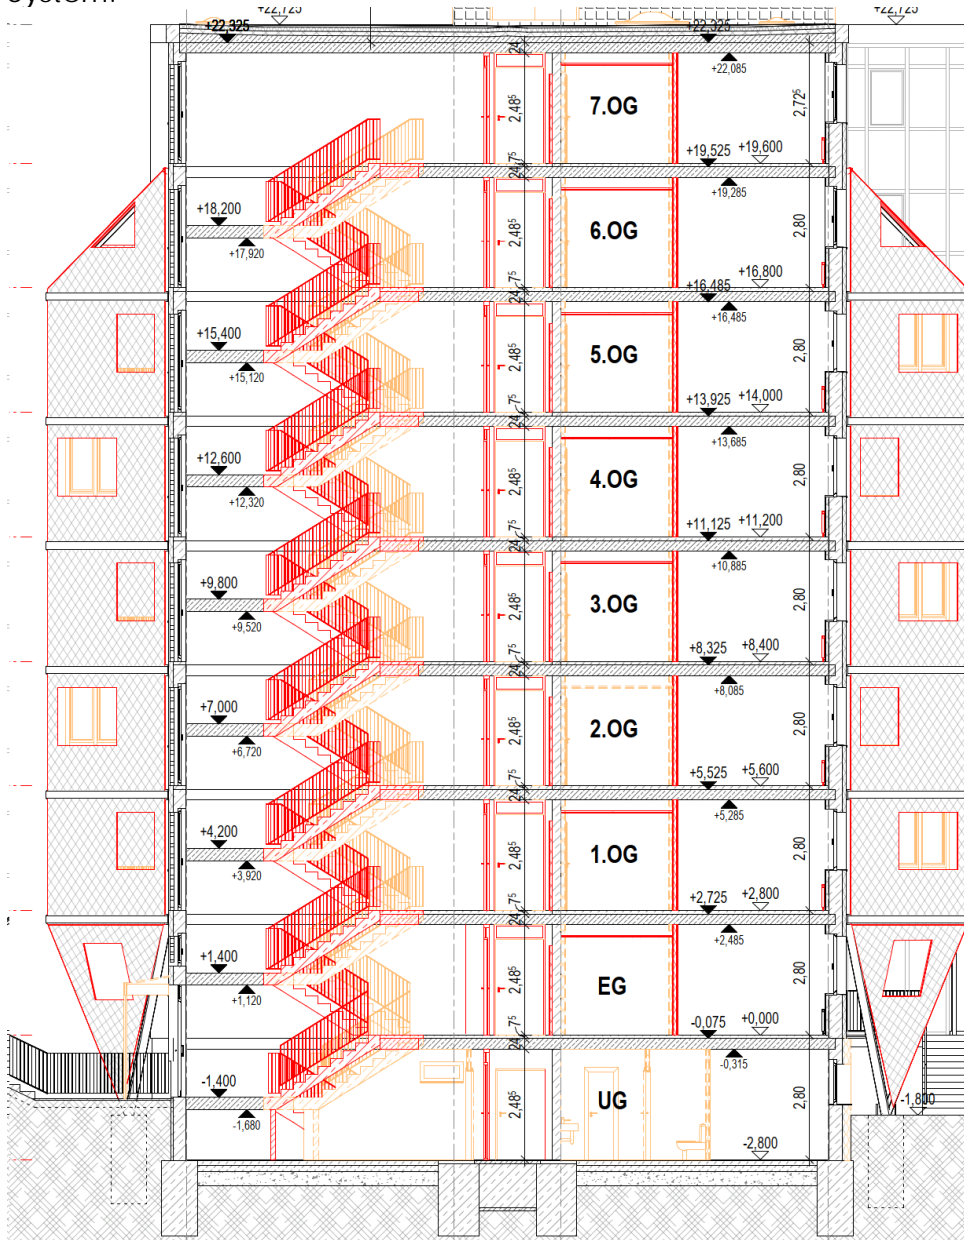 +22,725 +22,725
+22,325 +22,325
24
+22,085
2,48⁵ 7.OG 2,72⁵
7⁵ +19,525 +19,600
24 +19,285
+18,200
+17,920
2,48⁵ 6.OG 2,80
7⁵ +16,800
24 +16,485
+16,485
+15,400
+15,120
2,48⁵ 5.OG 2,80
7⁵ +13,925 +14,000
24 +13,685
+12,600
+12,320
2,48⁵ 4.OG 2,80
7⁵ +11,125 +11,200
24 +10,885
+9,800
+9,520
2,48⁵ 3.OG 2,80
7⁵ +8,325 +8,400
24 +8,085
+7,000
+6,720
2,48⁵ 2.OG 2,80
7⁵ +5,525 +5,600
24 +5,285
+4,200
+3,920
2,48⁵ 1.OG 2,80
7⁵ +2,725 +2,800
24 +2,485
+1,400
+1,120
2,48⁵ EG 2,80
7⁵ -0,075 +0,000
24 -0,315
-1,400
-1,680
2,48⁵ UG 2,80
-1,800
-2,800